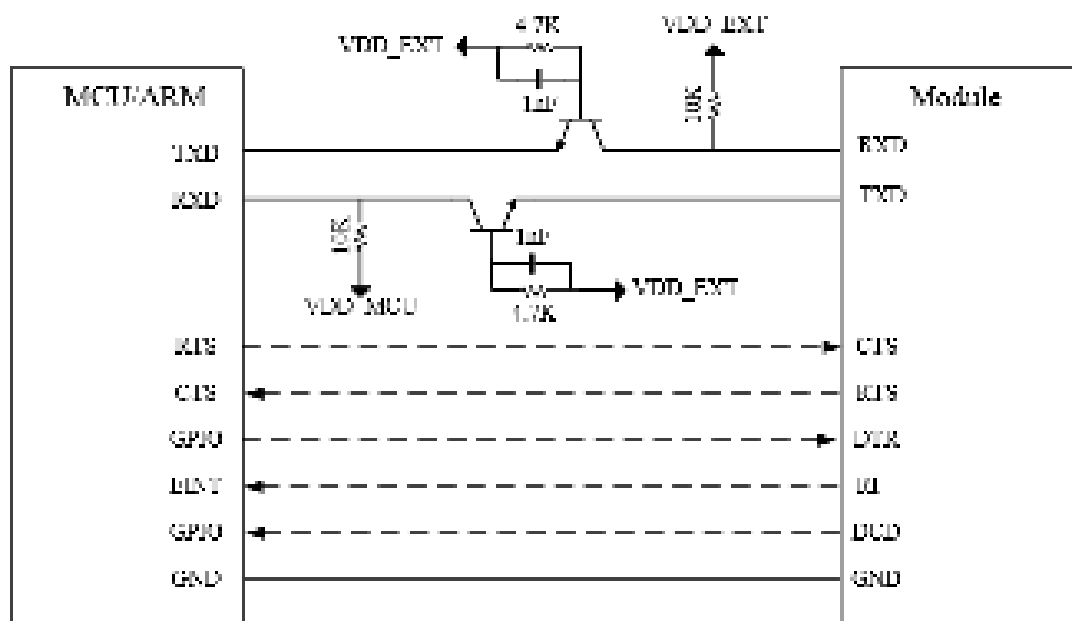 4.7K
VDD_EXT
VDD_EXT
MCU/ARM
1nF
10K
Module
TXD
RXD
RXD
TXD
10K
1nF
VDD_EXT
VDD_MCU
4.7K
RTS
CTS
CTS
RTS
GPIO
DTR
EINT
RI
GPIO
DCD
GND
GND